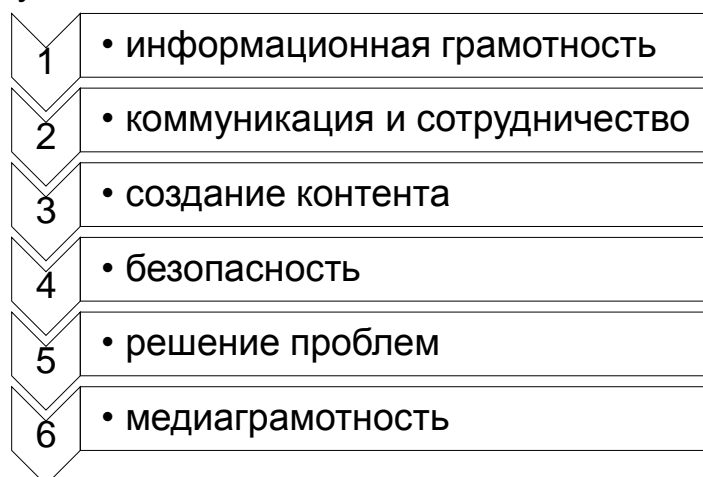 1 • информационная грамотность
2 • коммуникация и сотрудничество
3 • создание контента
4 • безопасность
5 • решение проблем
6 • медиаграмотность